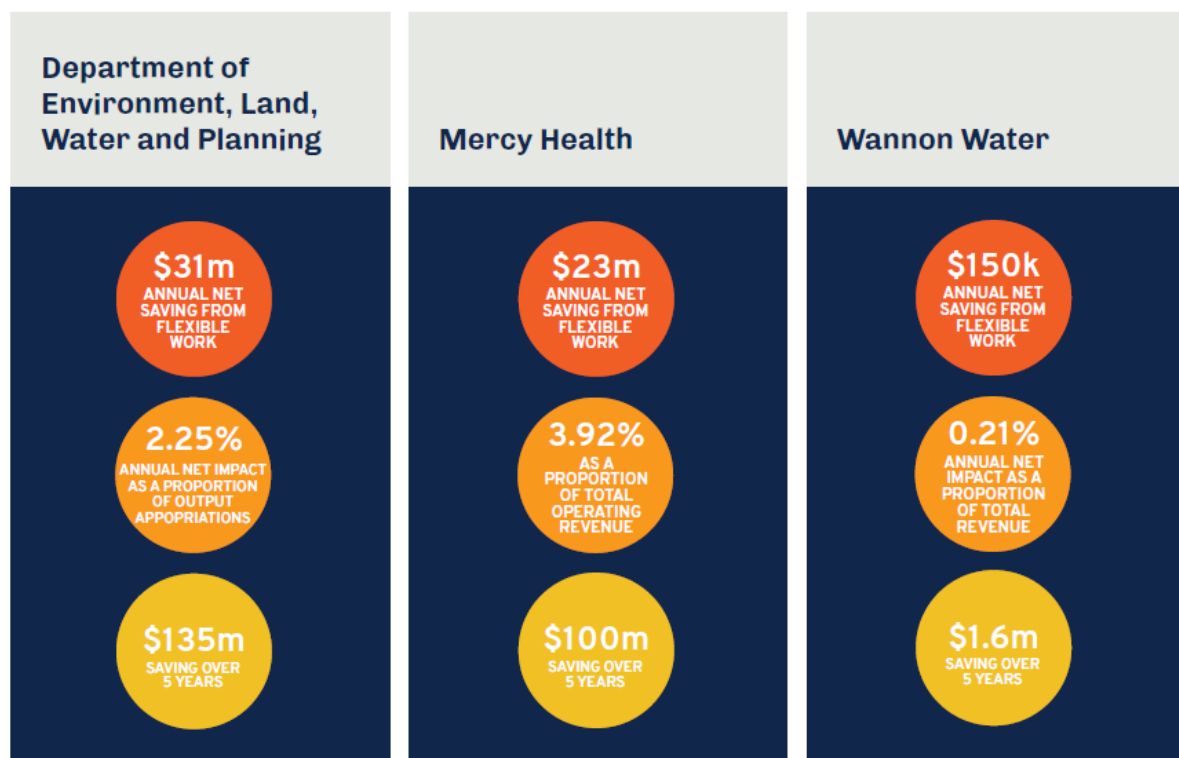 Department of
Environment, Land,
Water and Planning
$31m
ANNUAL NET
SAVING FROM
FLEXIBLE
WORK
2.25%
ANNUAL NET IMPACT
AS A PROPORTION
OF OUTPUT
APPOPRIATIONS
$135m
SAVING OVER
5 YEARS
Mercy Health
$23m
ANNUAL NET
SAVING FROM
FLEXIBLE
WORK
3.92%
AS A
PROPORTION
OF TOTAL
OPERATING
REVENUE
$100m
SAVING OVER
5 YEARS
Wannon Water
$150k
ANNUAL NET
SAVING FROM
FLEXIBLE
WORK
0.21%
ANNUAL NET
IMPACT AS A
PROPORTION
OF TOTAL
REVENUE
$1.6m
SAVING OVER
5 YEARS